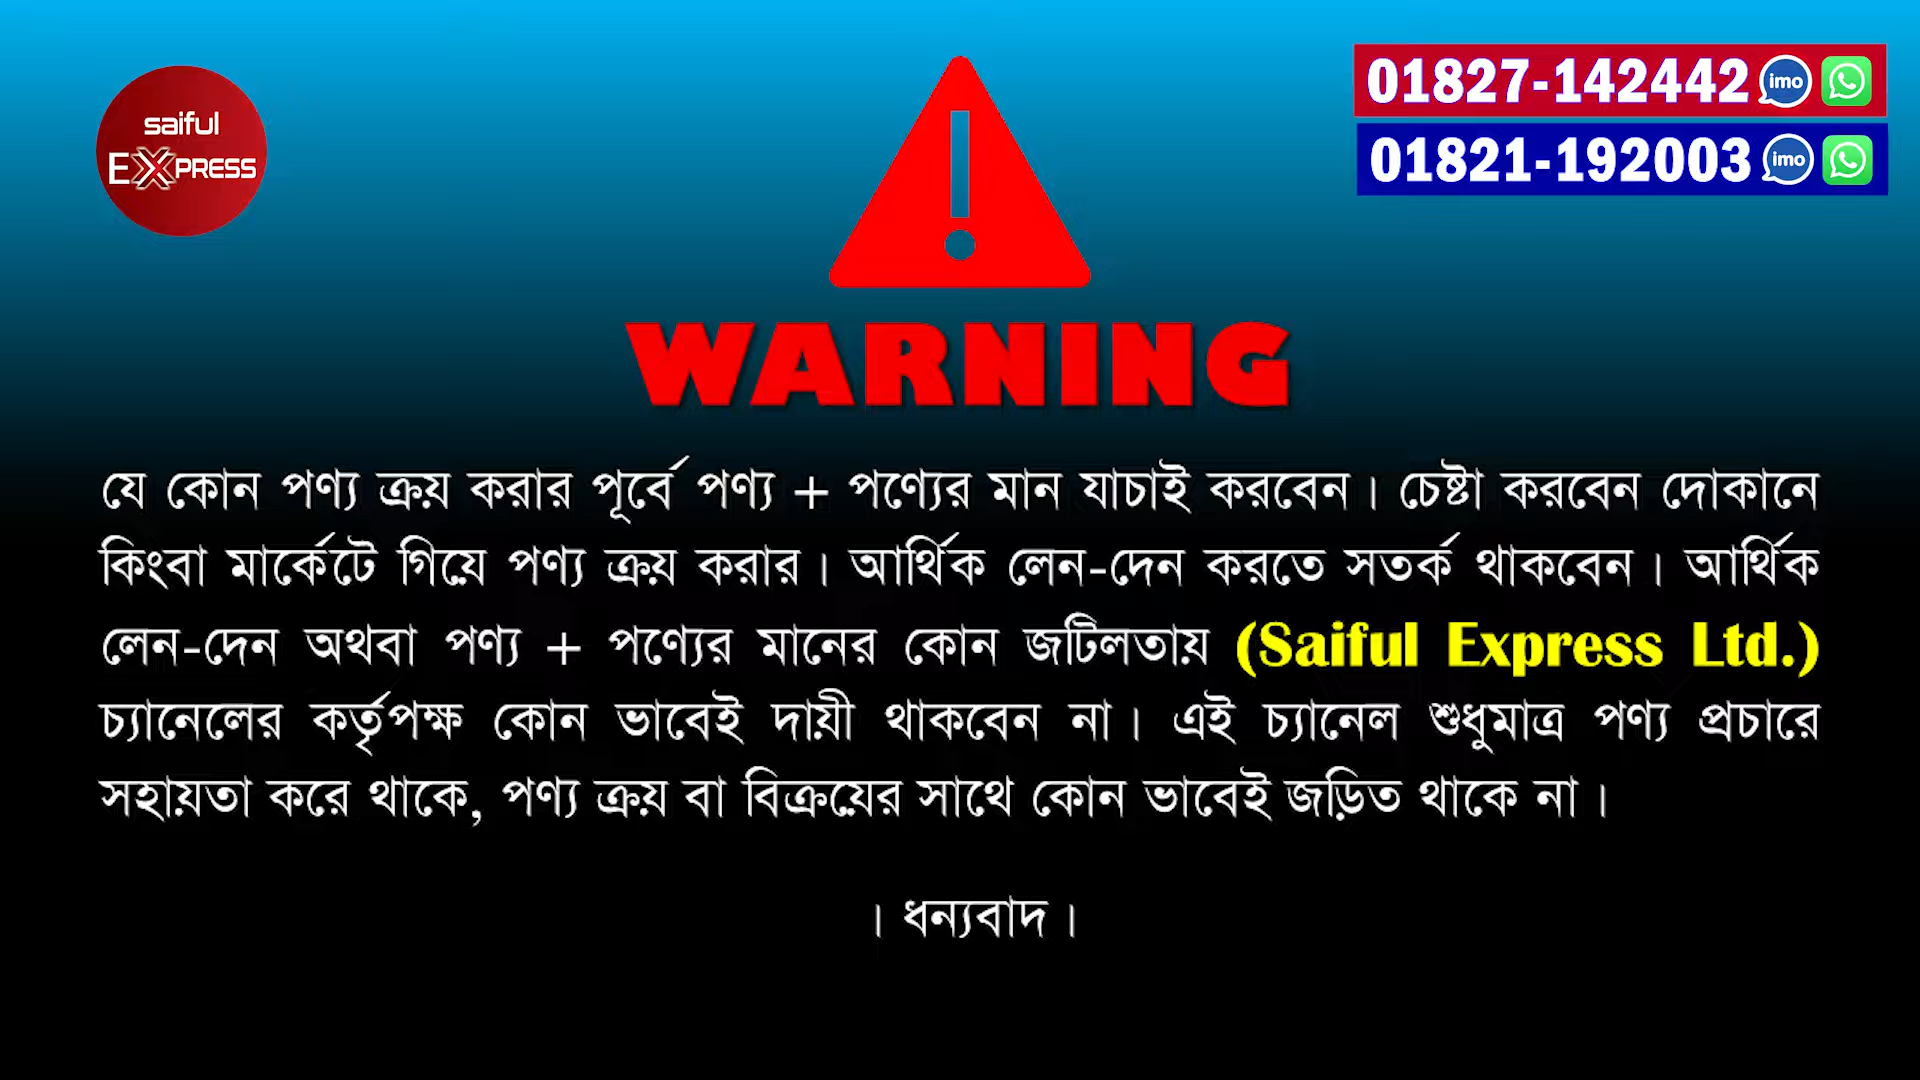 saiful
EXPRESS
01827-142442 imo
01821-192003 imo
WARNING
যে কোন পণ্য ক্রয় করার পূর্বে পণ্য + পণ্যের মান যাচাই করবেন। চেষ্টা করবেন দোকানে
কিংবা মার্কেটে গিয়ে পণ্য ক্রয় করার। আর্থিক লেন-দেন করতে সতর্ক থাকবেন। আর্থিক
লেন-দেন অথবা পণ্য + পণ্যের মানের কোন জটিলতায় (Saiful Express Ltd.)
চ্যানেলের কর্তৃপক্ষ কোন ভাবেই দায়ী থাকবেন না। এই চ্যানেল শুধুমাত্র পণ্য প্রচারে
সহায়তা করে থাকে, পণ্য ক্রয় বা বিক্রয়ের সাথে কোন ভাবেই জড়িত থাকে না।
। ধন্যবাদ।